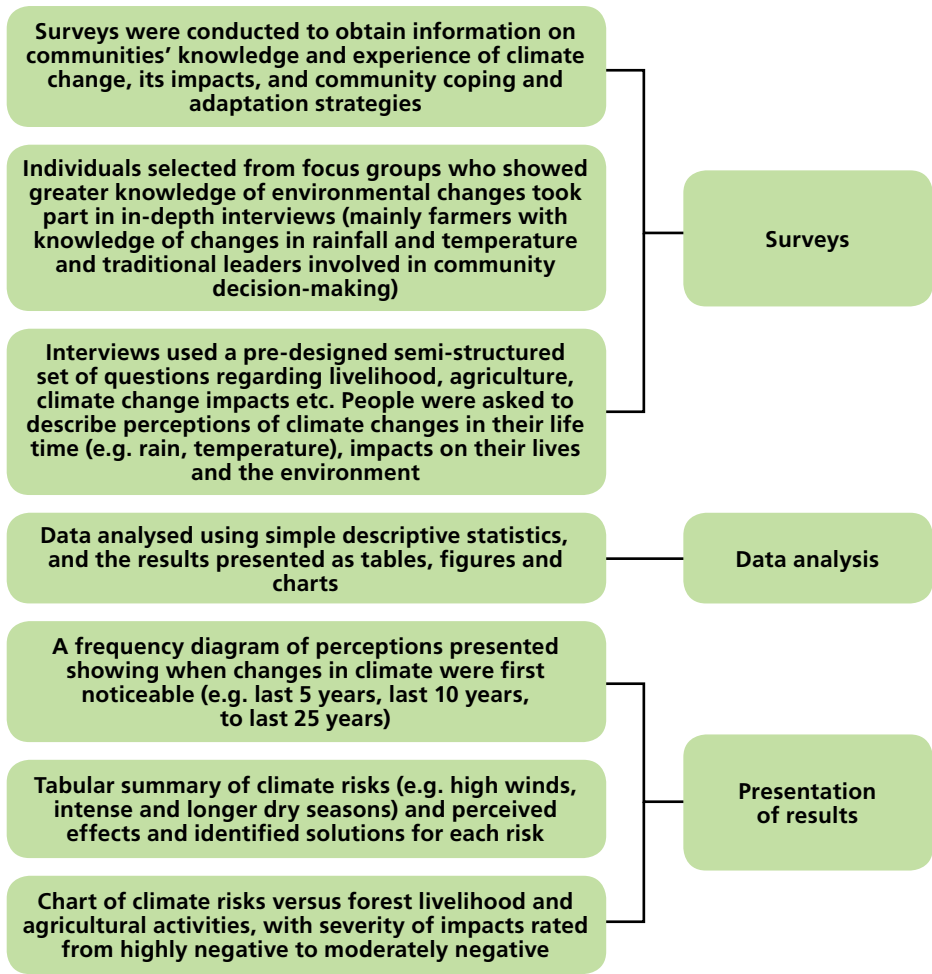 Surveys were conducted to obtain information on
communities’ knowledge and experience of climate
change, its impacts, and community coping and
adaptation strategies
Individuals selected from focus groups who showed
greater knowledge of environmental changes took
part in in-depth interviews (mainly farmers with
knowledge of changes in rainfall and temperature
and traditional leaders involved in community
decision-making)
Interviews used a pre-designed semi-structured
set of questions regarding livelihood, agriculture,
climate change impacts etc. People were asked to
describe perceptions of climate changes in their life
time (e.g. rain, temperature), impacts on their lives
and the environment
Surveys
Data analysed using simple descriptive statistics,
and the results presented as tables, figures and
charts
Data analysis
A frequency diagram of perceptions presented
showing when changes in climate were first
noticeable (e.g. last 5 years, last 10 years,
to last 25 years)
Tabular summary of climate risks (e.g. high winds,
intense and longer dry seasons) and perceived
effects and identified solutions for each risk
Chart of climate risks versus forest livelihood and
agricultural activities, with severity of impacts rated
from highly negative to moderately negative
Presentation
of results